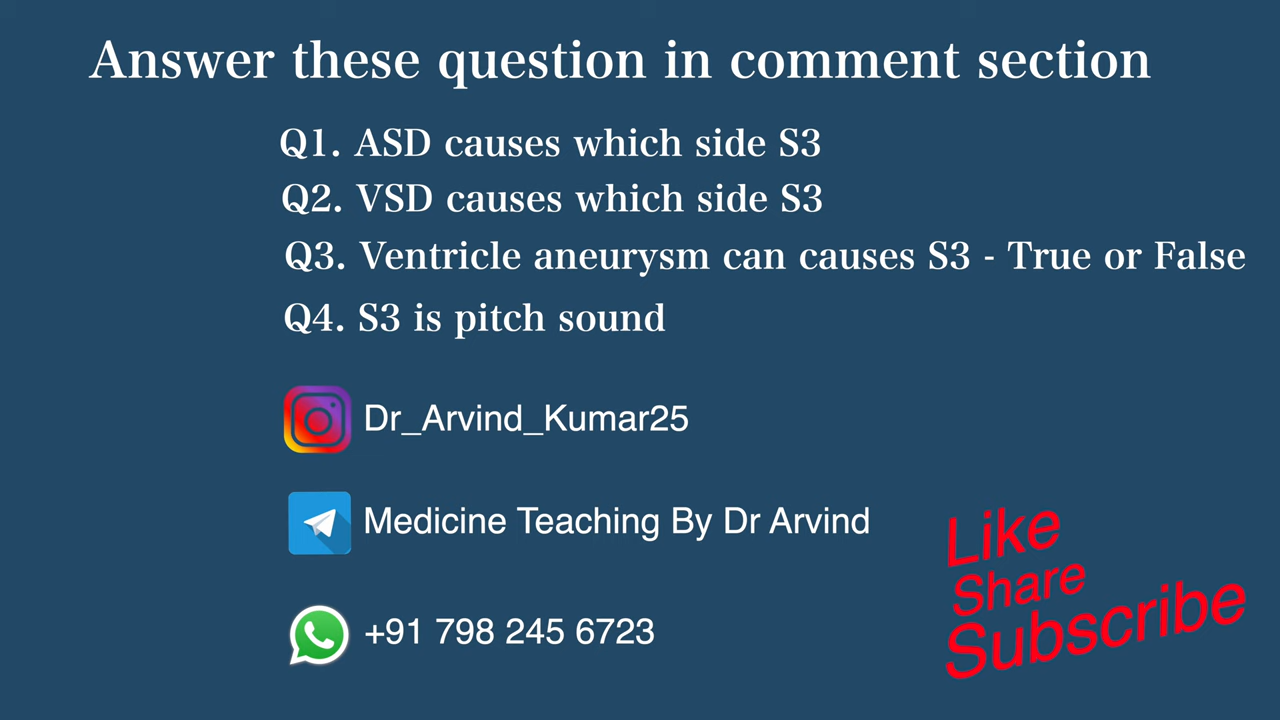 Answer these question in comment section
Q1. ASD causes which side S3
Q2. VSD causes which side S3
Q3. Ventricle aneurysm can causes S3 - True or False
Q4. S3 is pitch sound
Dr_Arvind_Kumar25
Medicine Teaching By Dr Arvind
+91 798 245 6723
Like
Share
Subscribe